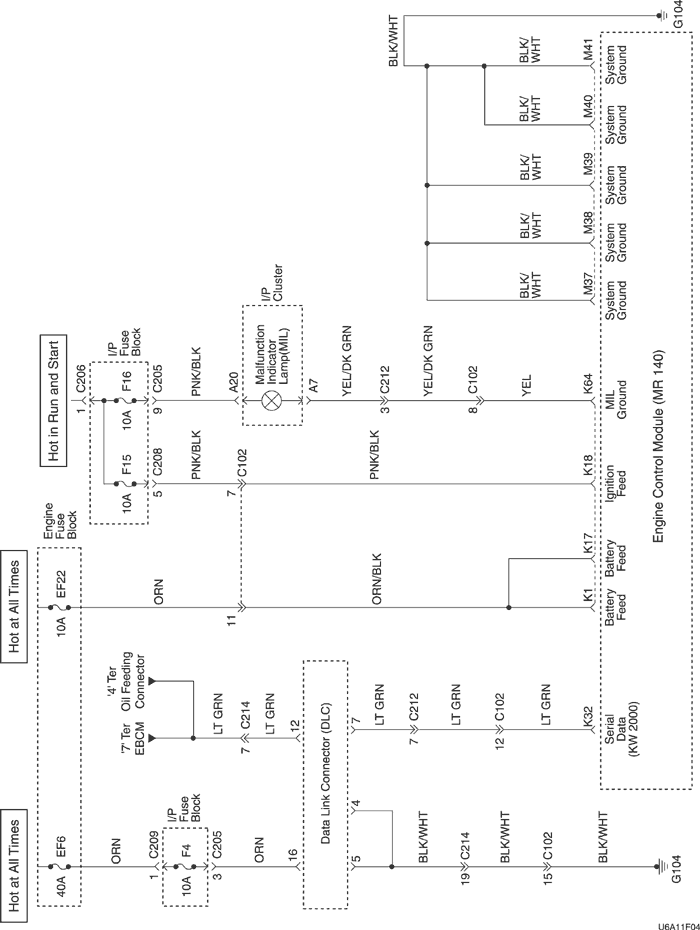 Hot at All Times
EF6
40A
ORN
C209
1
I/P
Fuse
Block
F4
10A
C205
3
ORN
16
'7' Ter
EBCM
'4' Ter
Oil Feeding
Connector
LT GRN
C214
7
LT GRN
12
Data Link Connector (DLC)
5
4
7
BLK/WHT
C214
19
BLK/WHT
C102
15
BLK/WHT
G104
LT GRN
C212
7
LT GRN
C102
12
LT GRN
K32
Serial
Data
(KW 2000)
Hot at All Times
EF22
10A
Engine
Fuse
Block
ORN
11
ORN/BLK
K1
Battery
Feed
K17
Battery
Feed
Hot in Run and Start
C206
1
I/P
Fuse
Block
F15
10A
F16
10A
C208
5
C205
9
PNK/BLK
PNK/BLK
C102
7
PNK/BLK
K18
Ignition
Feed
A20
Malfunction
Indicator
Lamp(MIL)
I/P
Cluster
A7
YEL/DK GRN
C212
3
YEL/DK GRN
C102
8
YEL
K64
MIL
Ground
BLK/WHT
G104
BLK/
WHT
M37
System
Ground
BLK/
WHT
M38
System
Ground
BLK/
WHT
M39
System
Ground
BLK/
WHT
M40
System
Ground
BLK/
WHT
M41
System
Ground
Engine Control Module (MR 140)
U6A11F04